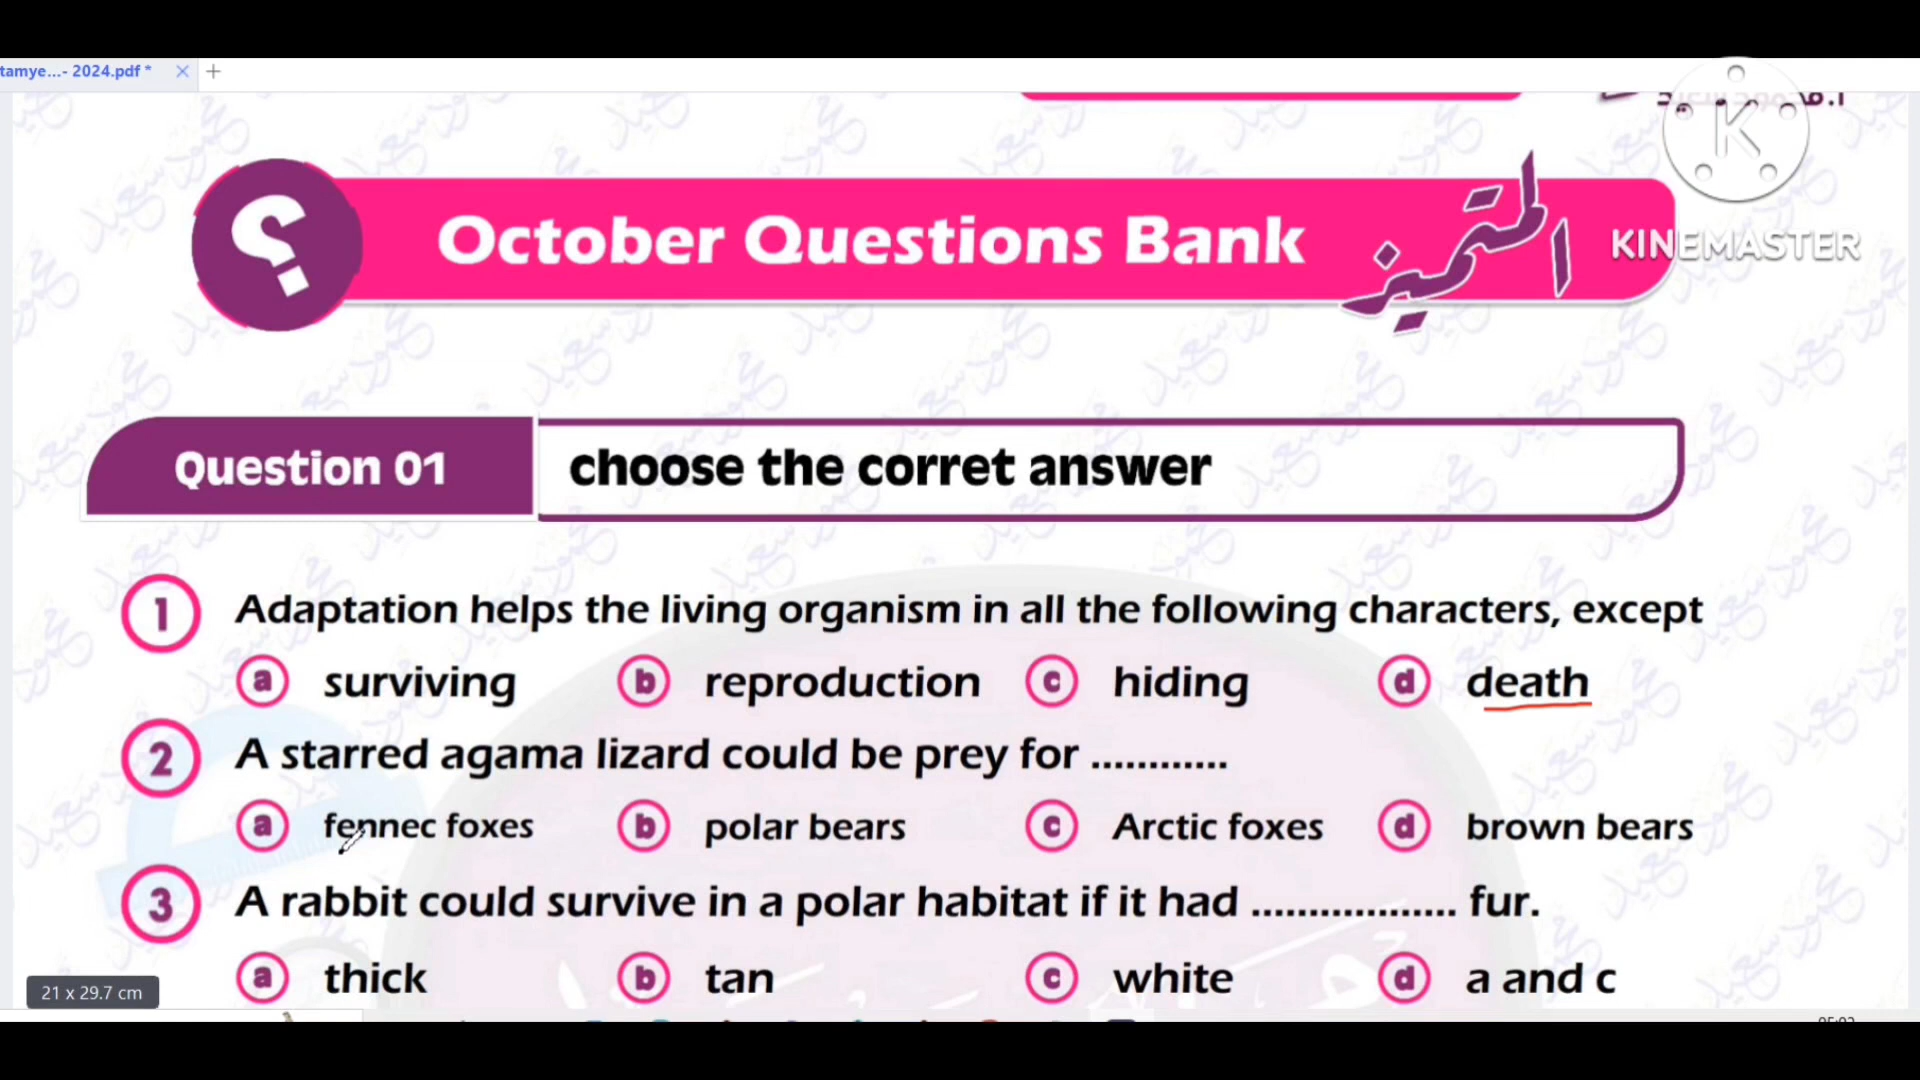 tamye...- 2024.pdf *
October Questions Bank
المتميز
KINEMASTER
Question 01
choose the corret answer
1 Adaptation helps the living organism in all the following characters, except
a surviving b reproduction c hiding d death
2 A starred agama lizard could be prey for ............
a fennec foxes b polar bears c Arctic foxes d brown bears
3 A rabbit could survive in a polar habitat if it had .................. fur.
a thick b tan c white d a and c
21 x 29.7 cm